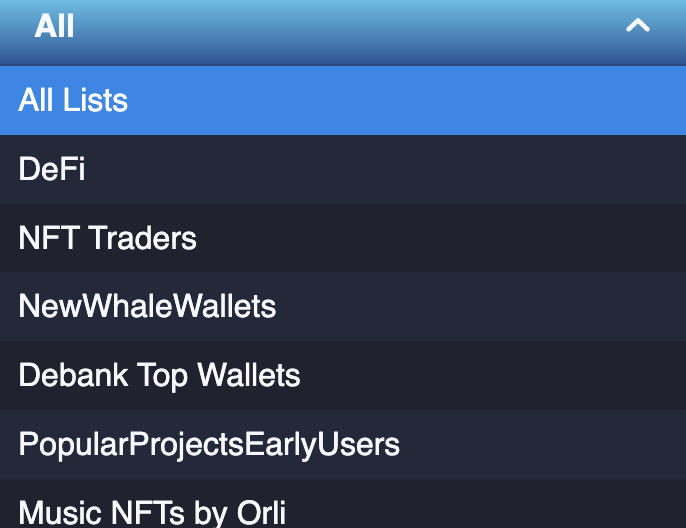 All
All Lists
DeFi
NFT Traders
NewWhaleWallets
Debank Top Wallets
PopularProjectsEarlyUsers
Music NFTs by Orli